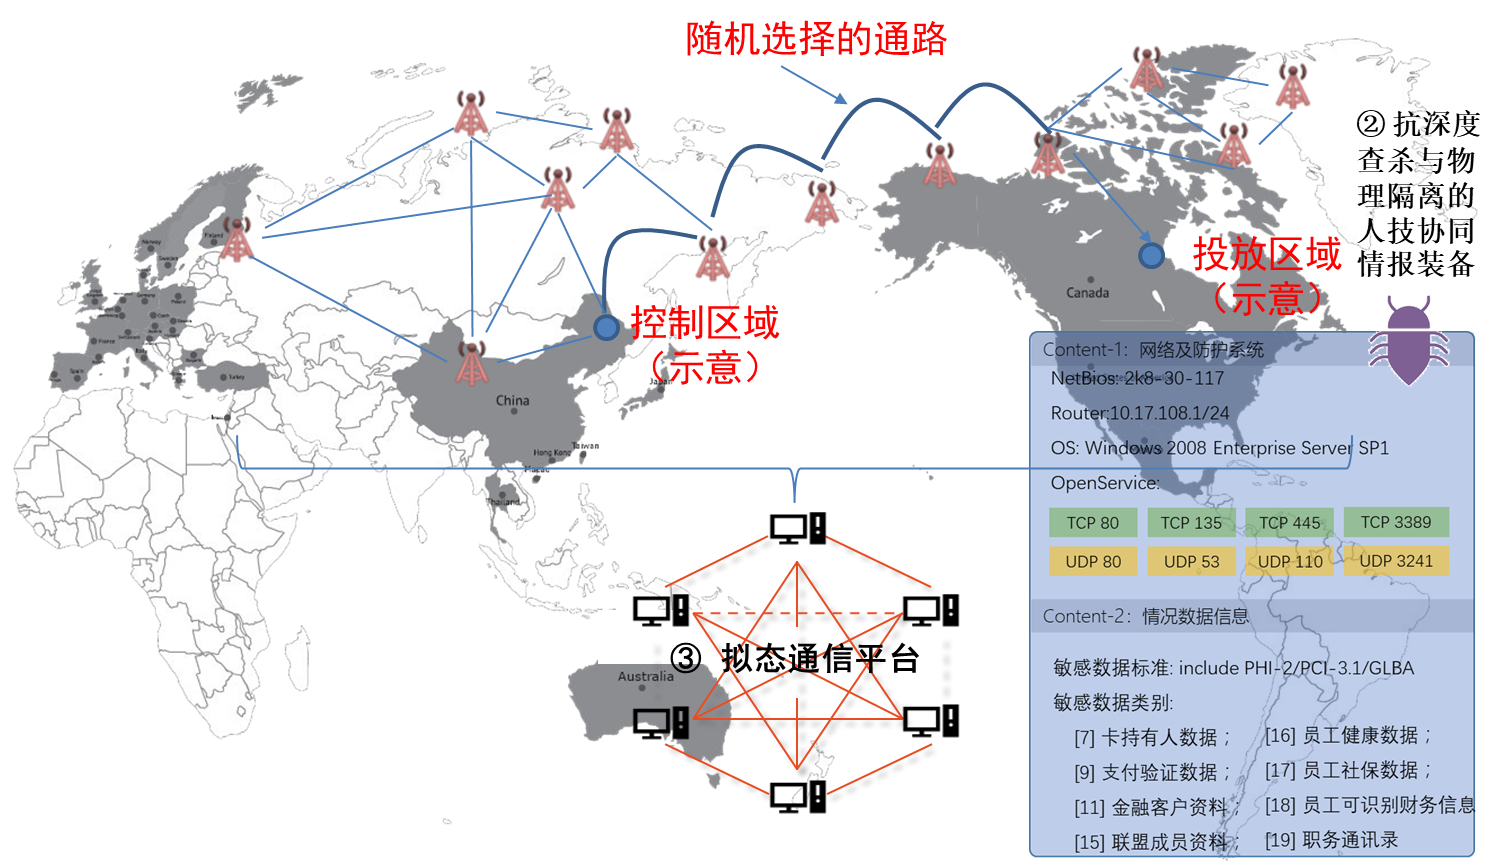 随机选择的通路
② 抗深度
查杀与物
理隔离的
人技协同
情报装备
投放区域
（示意）
控制区域
（示意）
Norway
Finland
Sweden
Germany
Poland
France
Spain
Italy
Turkey
China
Hong Kong
Taiwan
Macao
Thailand
Japan
Canada
Australia
Content-1：网络及防护系统
NetBios: 2k8-30-117
Router:10.17.108.1/24
OS: Windows 2008 Enterprise Server SP1
OpenService:
TCP 80 TCP 135 TCP 445 TCP 3389
UDP 80 UDP 53 UDP 110 UDP 3241
Content-2：情况数据信息
敏感数据标准: include PHI-2/PCI-3.1/GLBA
敏感数据类别:
[7] 卡持有人数据； [16] 员工健康数据；
[9] 支付验证数据； [17] 员工社保数据；
[11] 金融客户资料； [18] 员工可识别财务信息
[15] 联盟成员资料； [19] 职务通讯录
③ 拟态通信平台